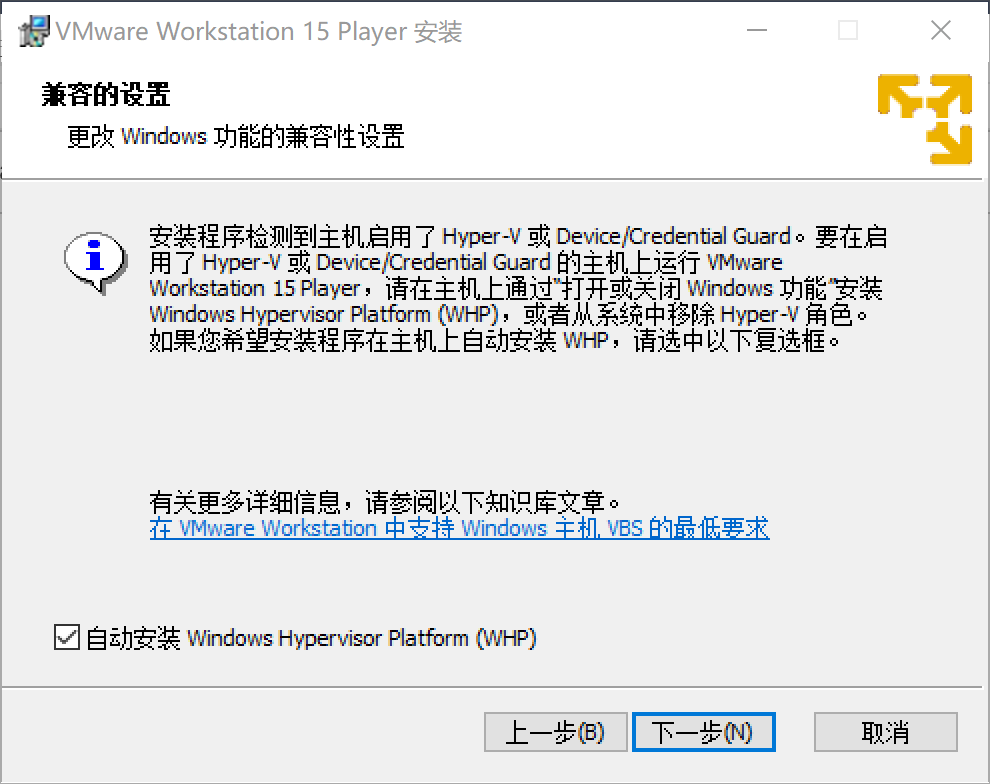 VMware Workstation 15 Player 安装
兼容的设置
更改 Windows 功能的兼容性设置
安装程序检测到主机启用了 Hyper-V 或 Device/Credential Guard。要在启
用了 Hyper-V 或 Device/Credential Guard 的主机上运行 VMware
Workstation 15 Player，请在主机上通过"打开或关闭 Windows 功能"安装
Windows Hypervisor Platform (WHP)，或者从系统中移除 Hyper-V 角色。
如果您希望安装程序在主机上自动安装 WHP，请选中以下复选框。
有关更多详细信息，请参阅以下知识库文章。
在 VMware Workstation 中支持 Windows 主机 VBS 的最低要求
自动安装 Windows Hypervisor Platform (WHP)
上一步(B) 下一步(N) 取消